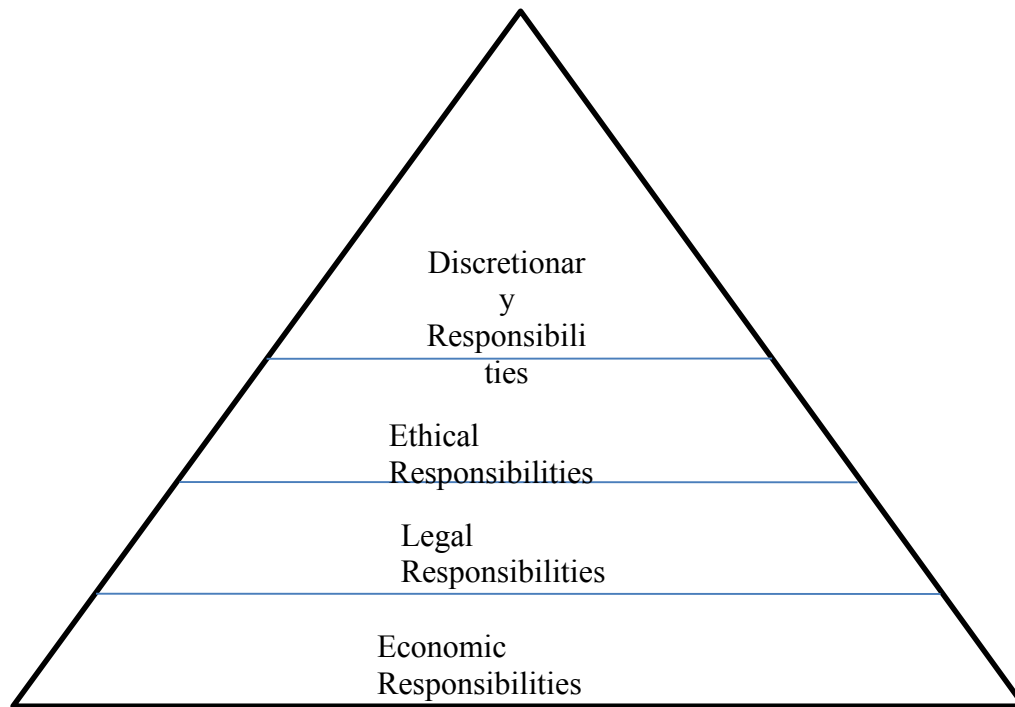 Discretionar
y
Responsibili
ties
Ethical
Responsibilities
Legal
Responsibilities
Economic
Responsibilities